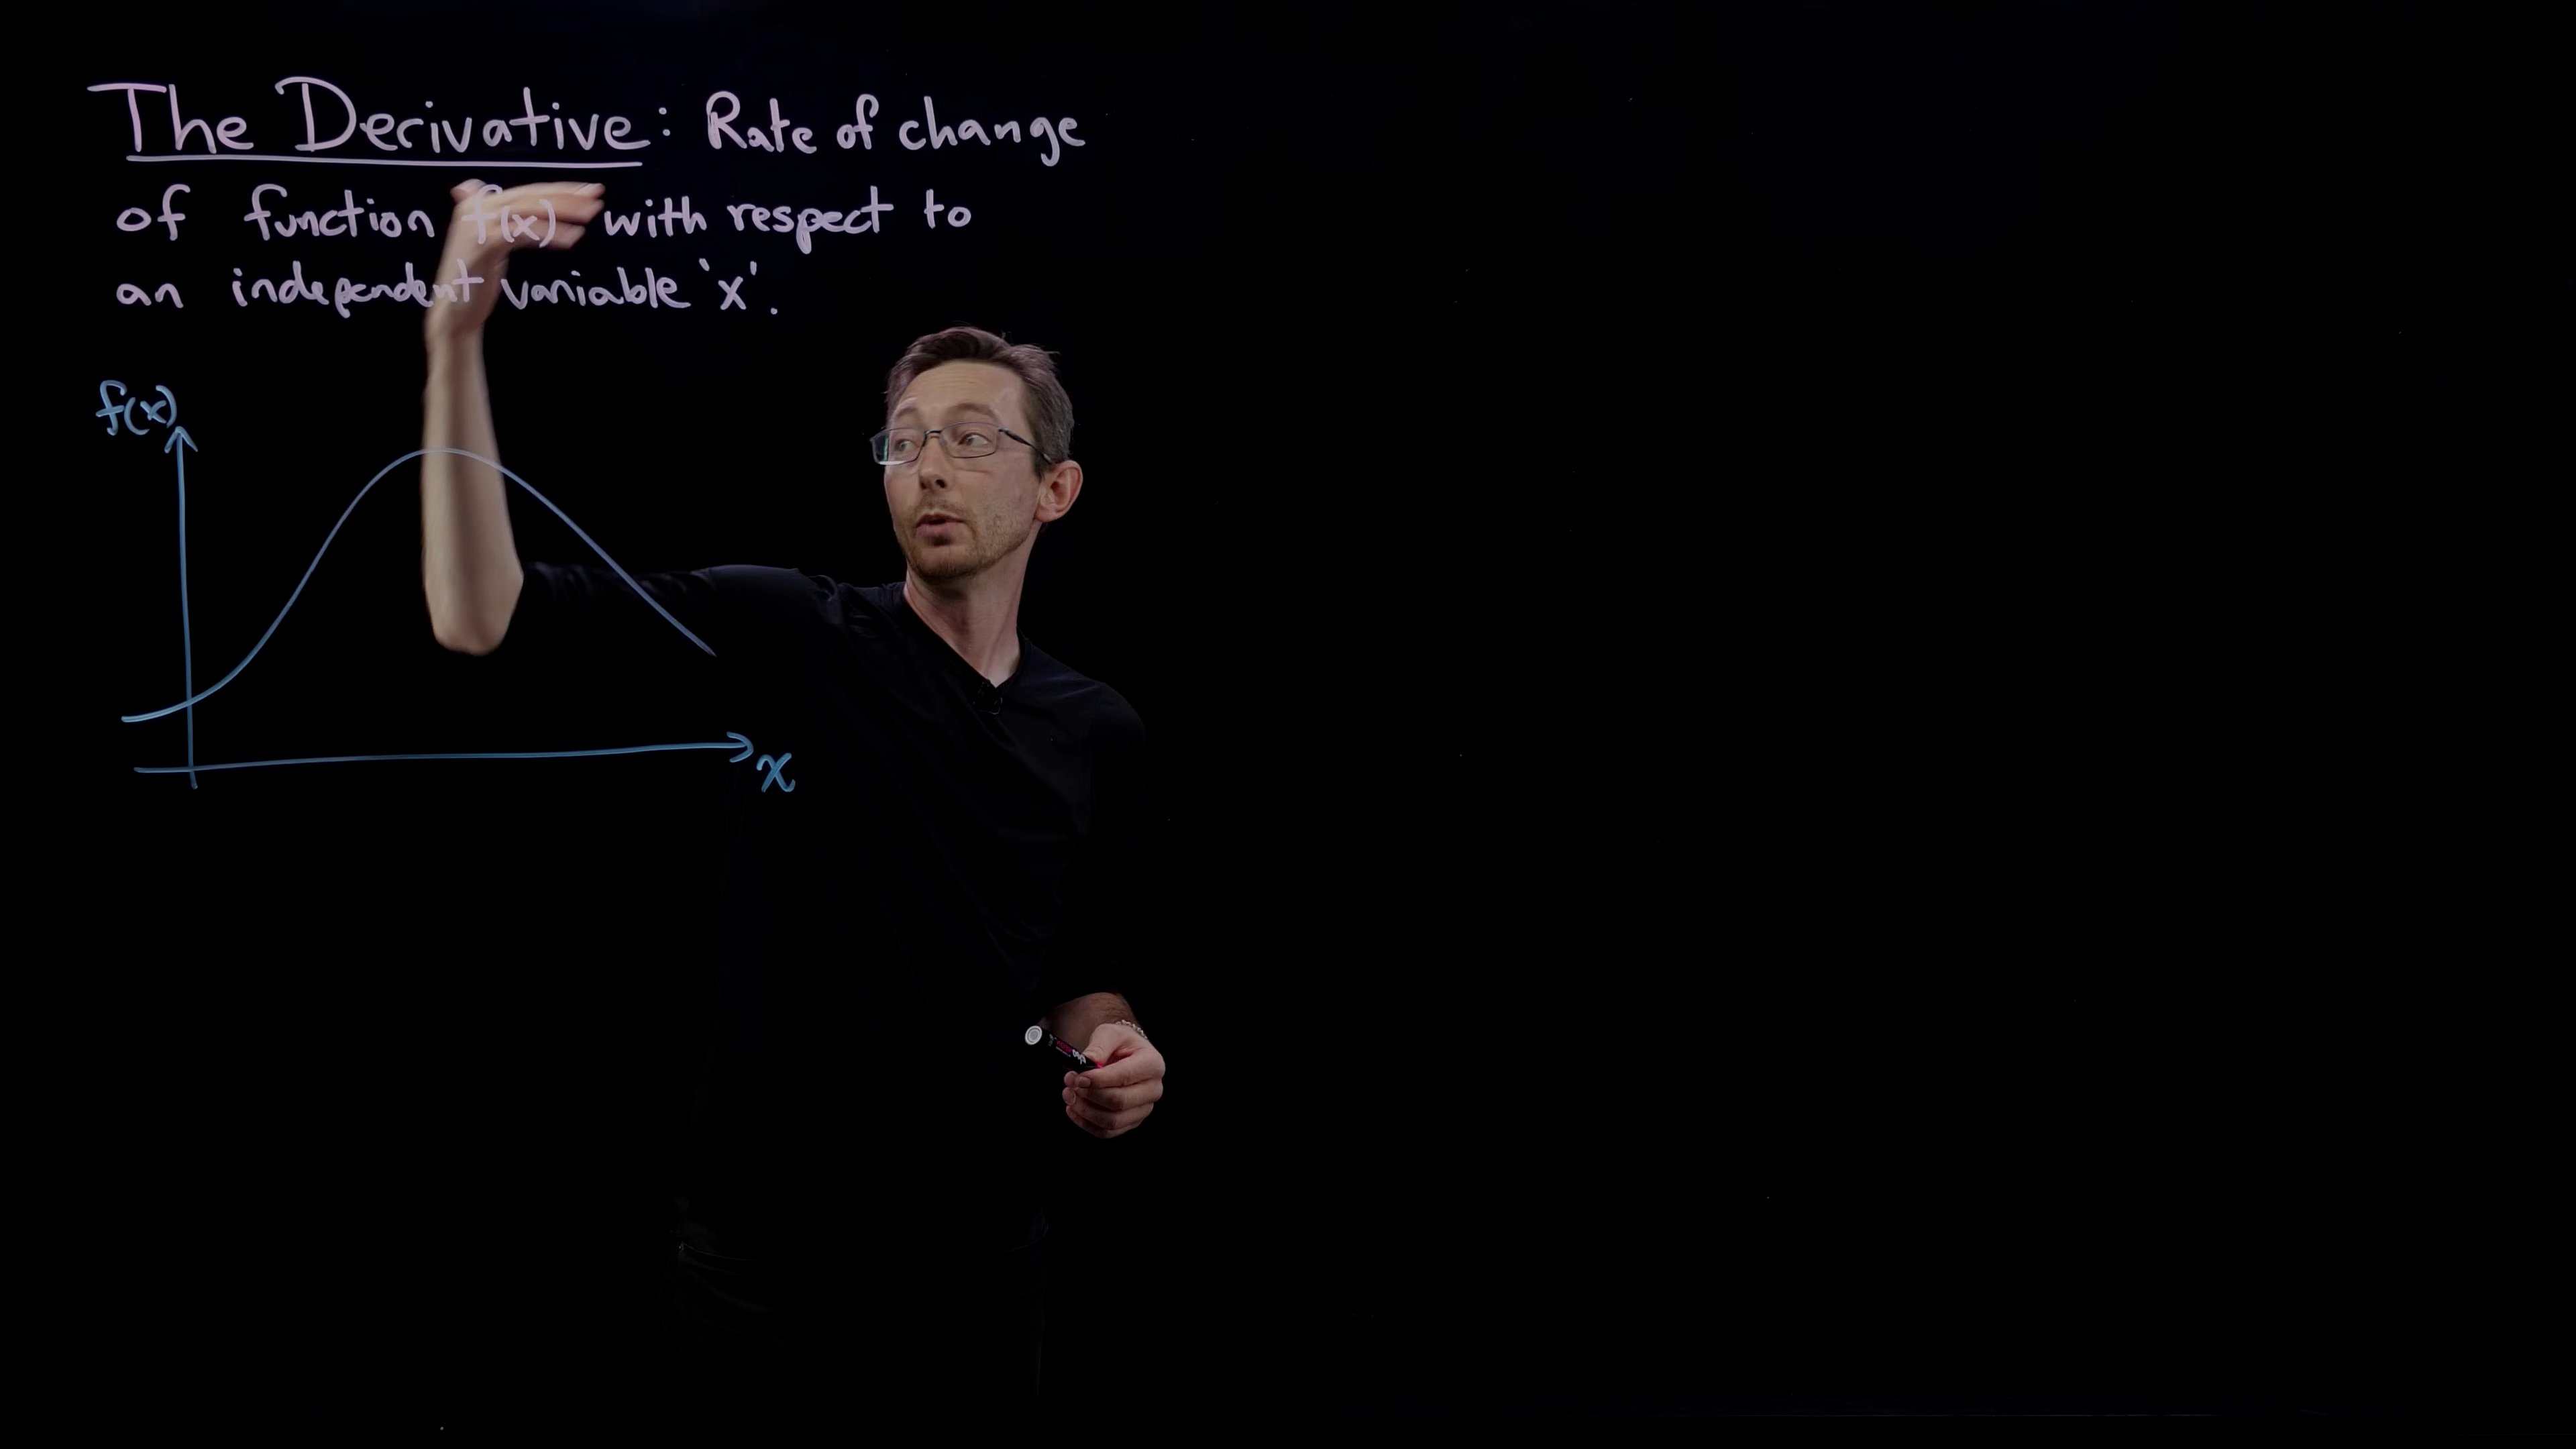 The Derivative: Rate of change
of function f(x) with respect to
an independent variable 'x'.
f(x)
x